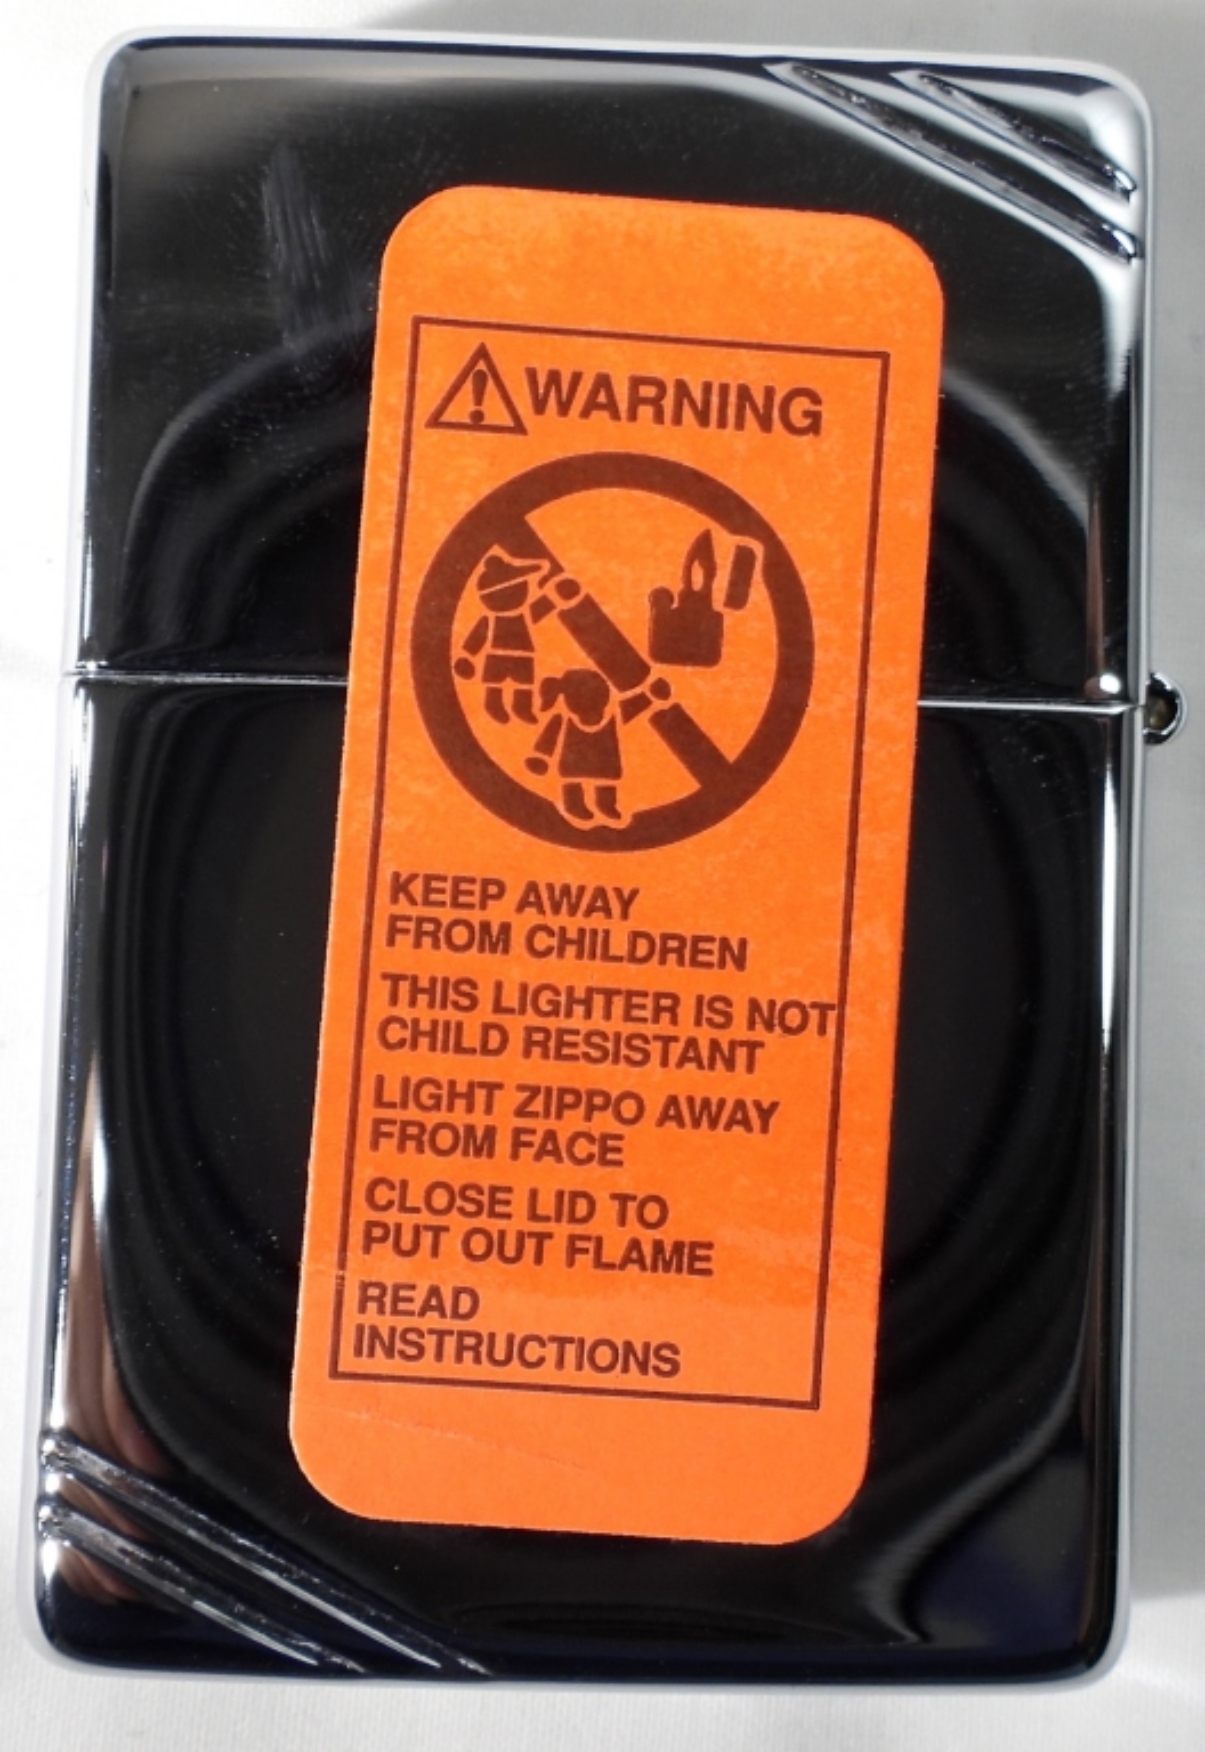 WARNING
KEEP AWAY
FROM CHILDREN
THIS LIGHTER IS NOT
CHILD RESISTANT
LIGHT ZIPPO AWAY
FROM FACE
CLOSE LID TO
PUT OUT FLAME
READ
INSTRUCTIONS